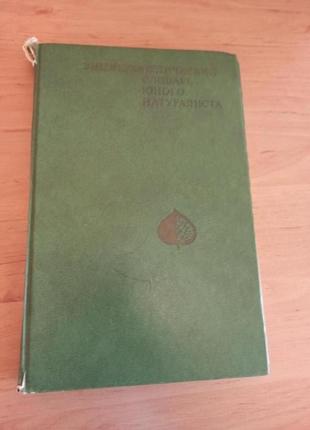 ЭНЦИКЛОПЕДИЧЕСКИЙ
СЛОВАРЬ
ЮНОГО
НАТУРАЛИСТА